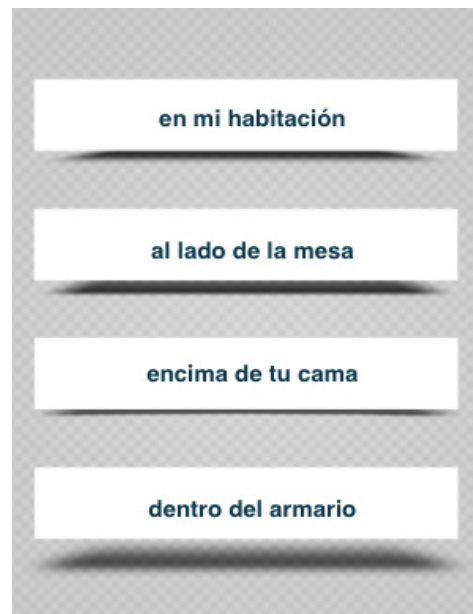 en mi habitación
al lado de la mesa
encima de tu cama
dentro del armario